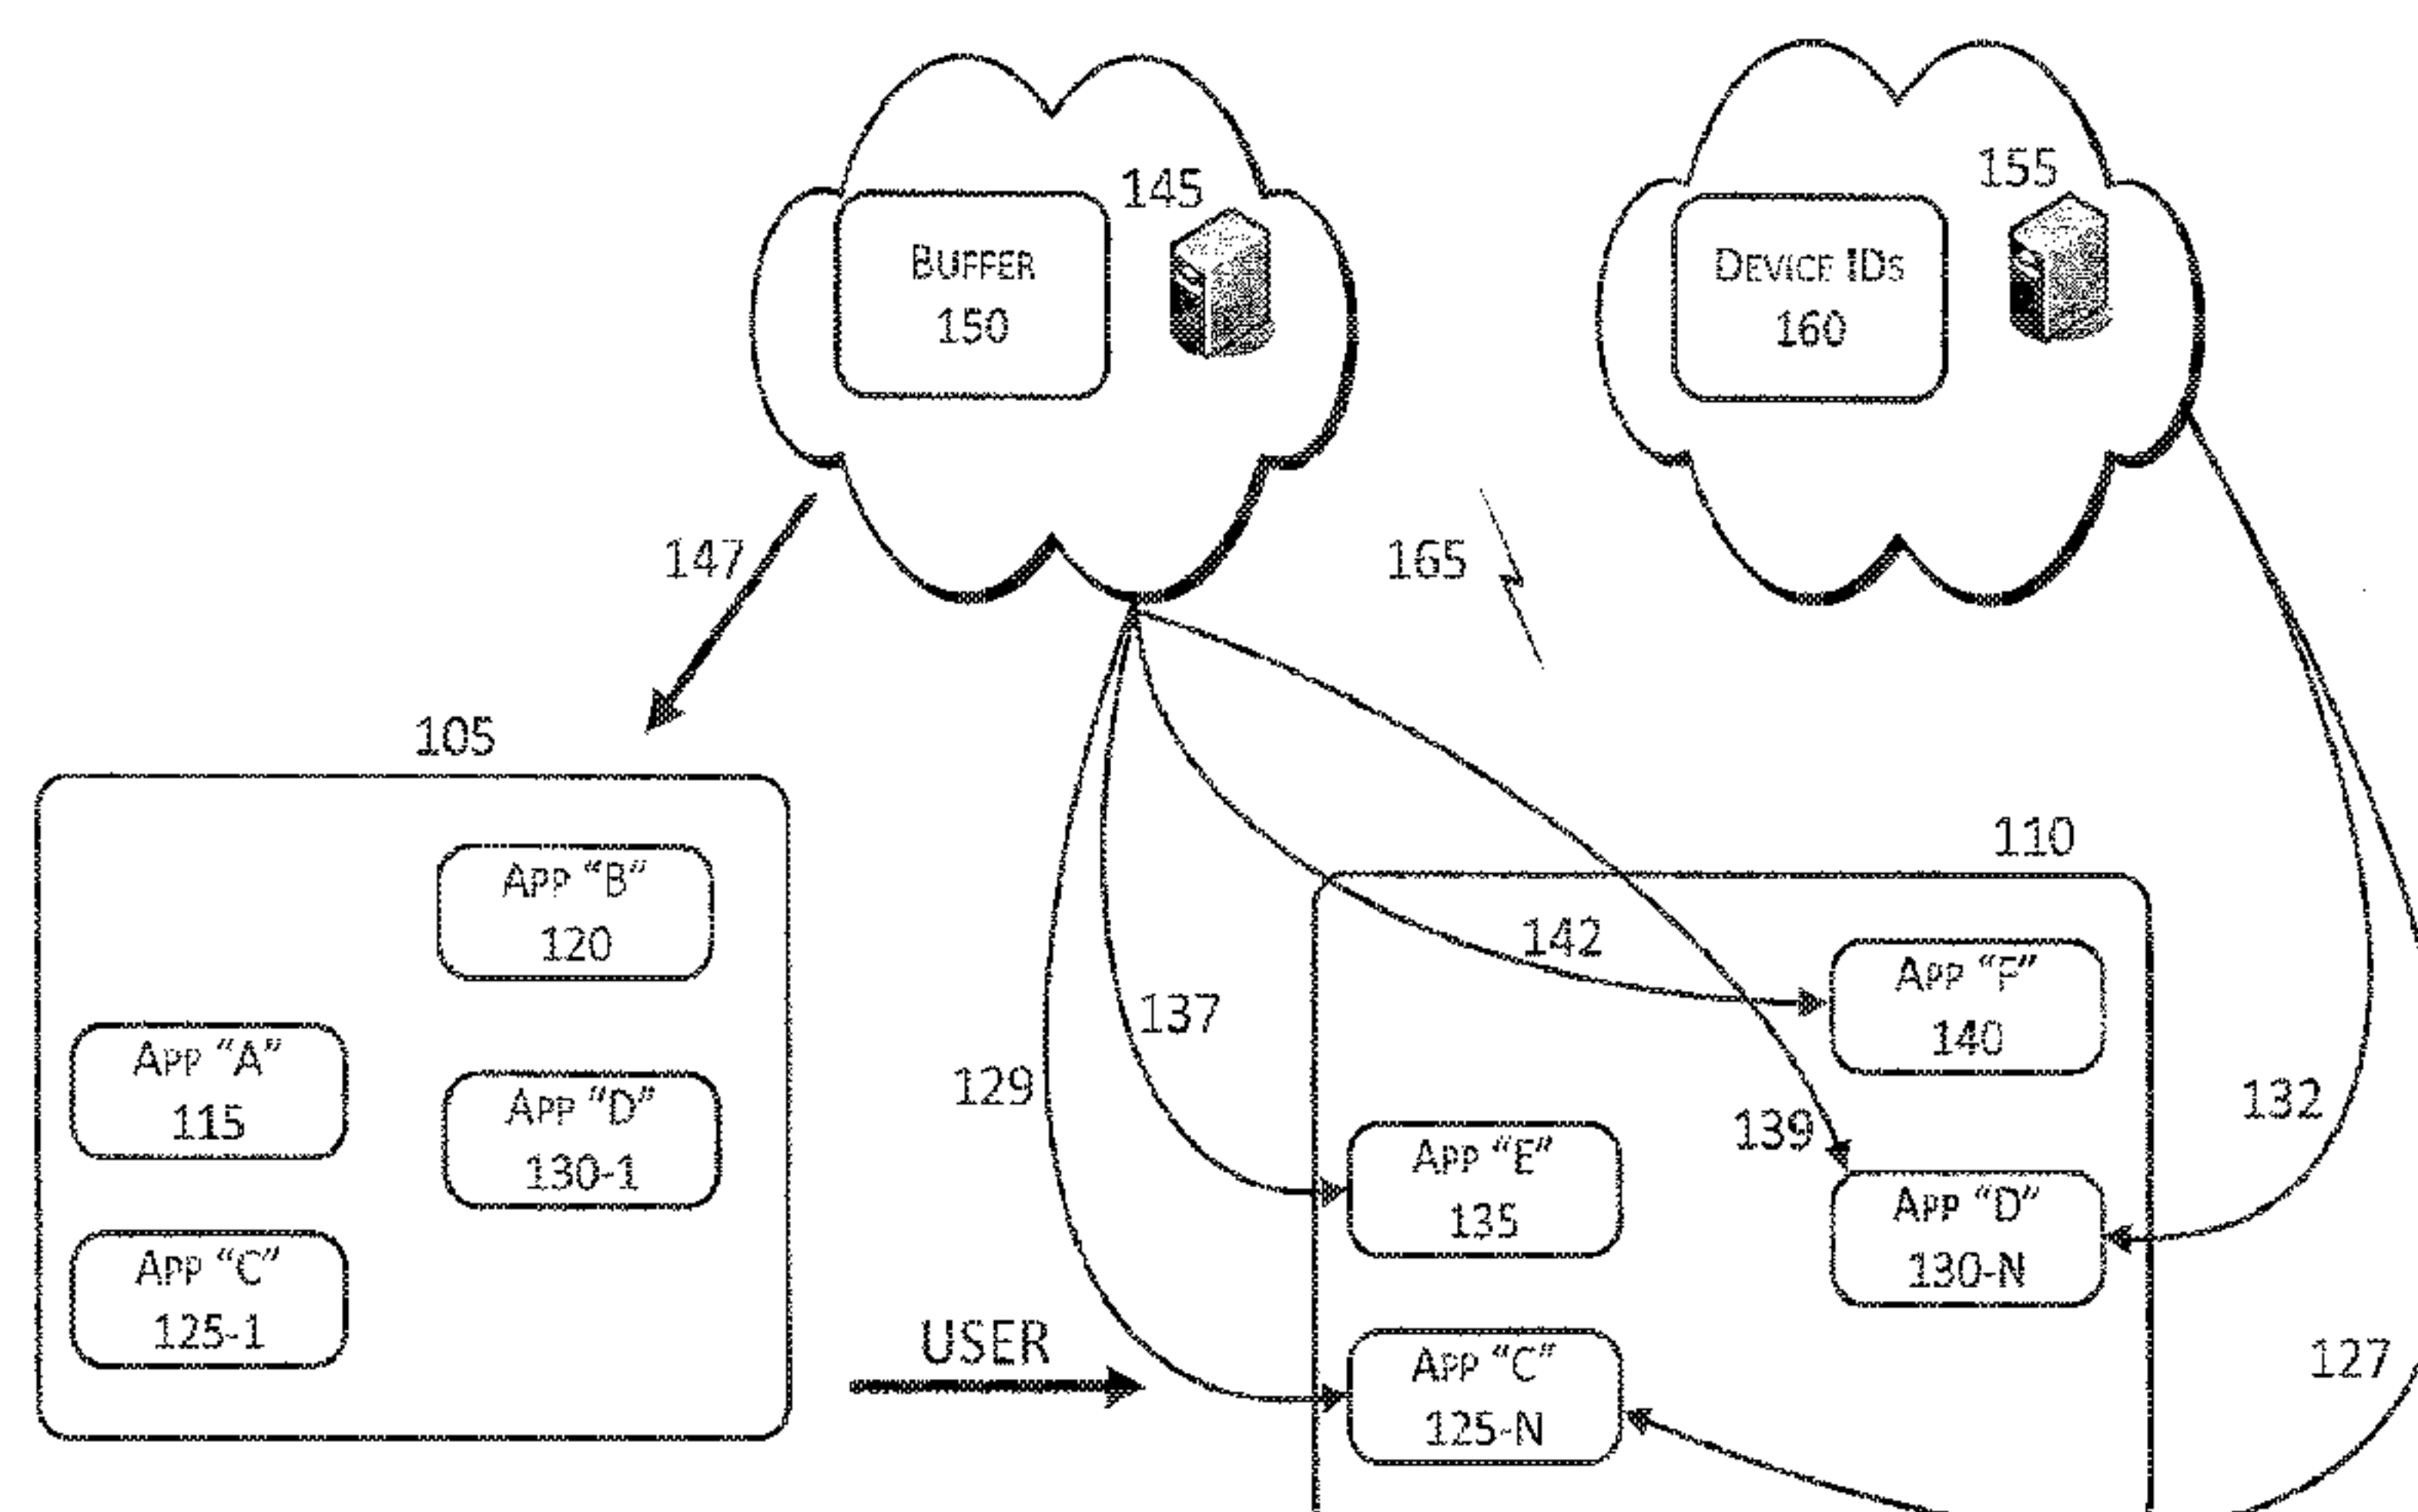 145
BUFFER
150
155
DEVICE IDS
160
147
165
105
110
APP “B”
120
142
APP “F”
140
137
APP “A”
115
APP “D”
130-1
129
139
132
APP “E”
135
APP “D”
130-N
APP “C”
125-1
USER
APP “C”
125-N
127